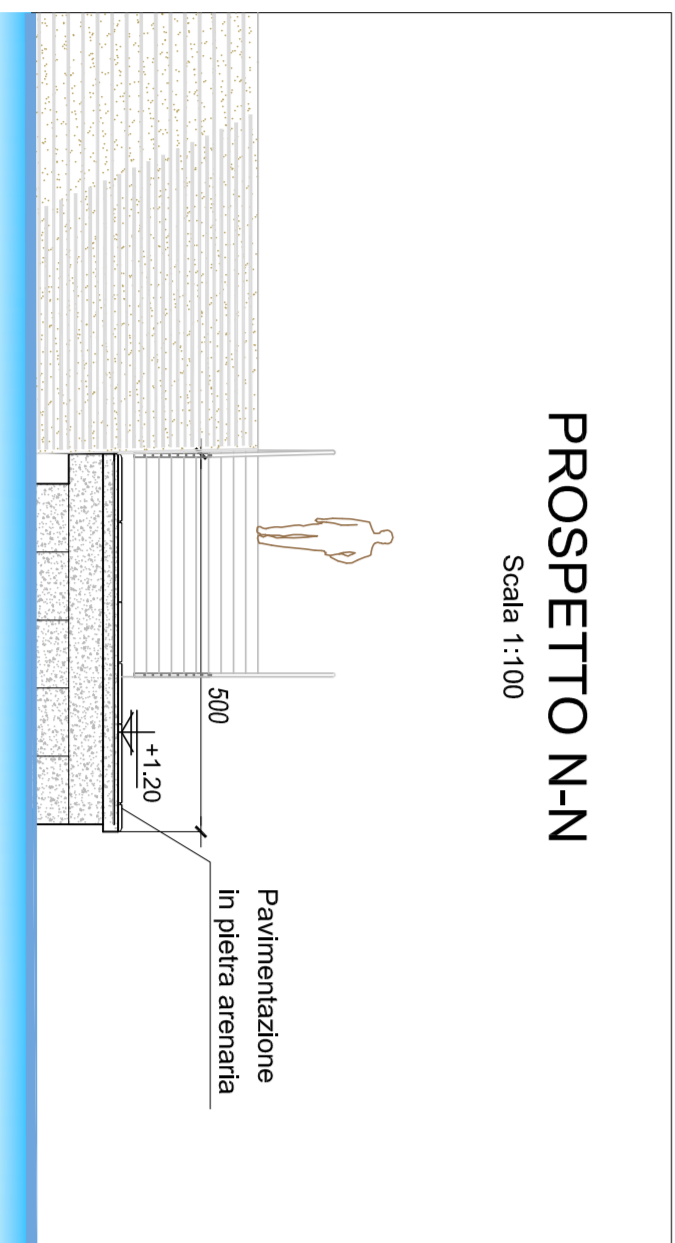 PROSPETTO N-N
Scala 1:100
500
+1.20
Pavimentazione
in pietra arenaria